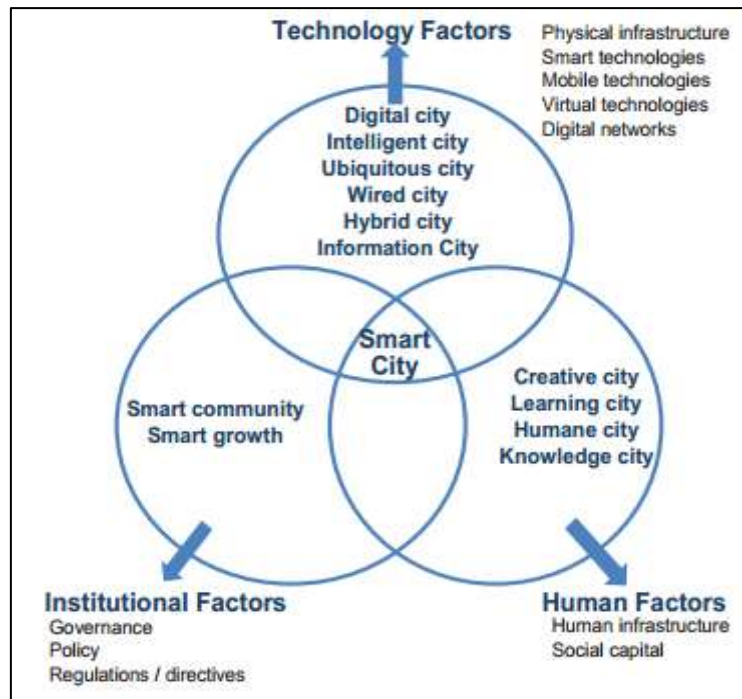 Technology Factors
Physical infrastructure
Smart technologies
Mobile technologies
Virtual technologies
Digital networks
Digital city
Intelligent city
Ubiquitous city
Wired city
Hybrid city
Information City
Smart
City
Smart community
Smart growth
Creative city
Learning city
Humane city
Knowledge city
Institutional Factors
Governance
Policy
Regulations / directives
Human Factors
Human infrastructure
Social capital